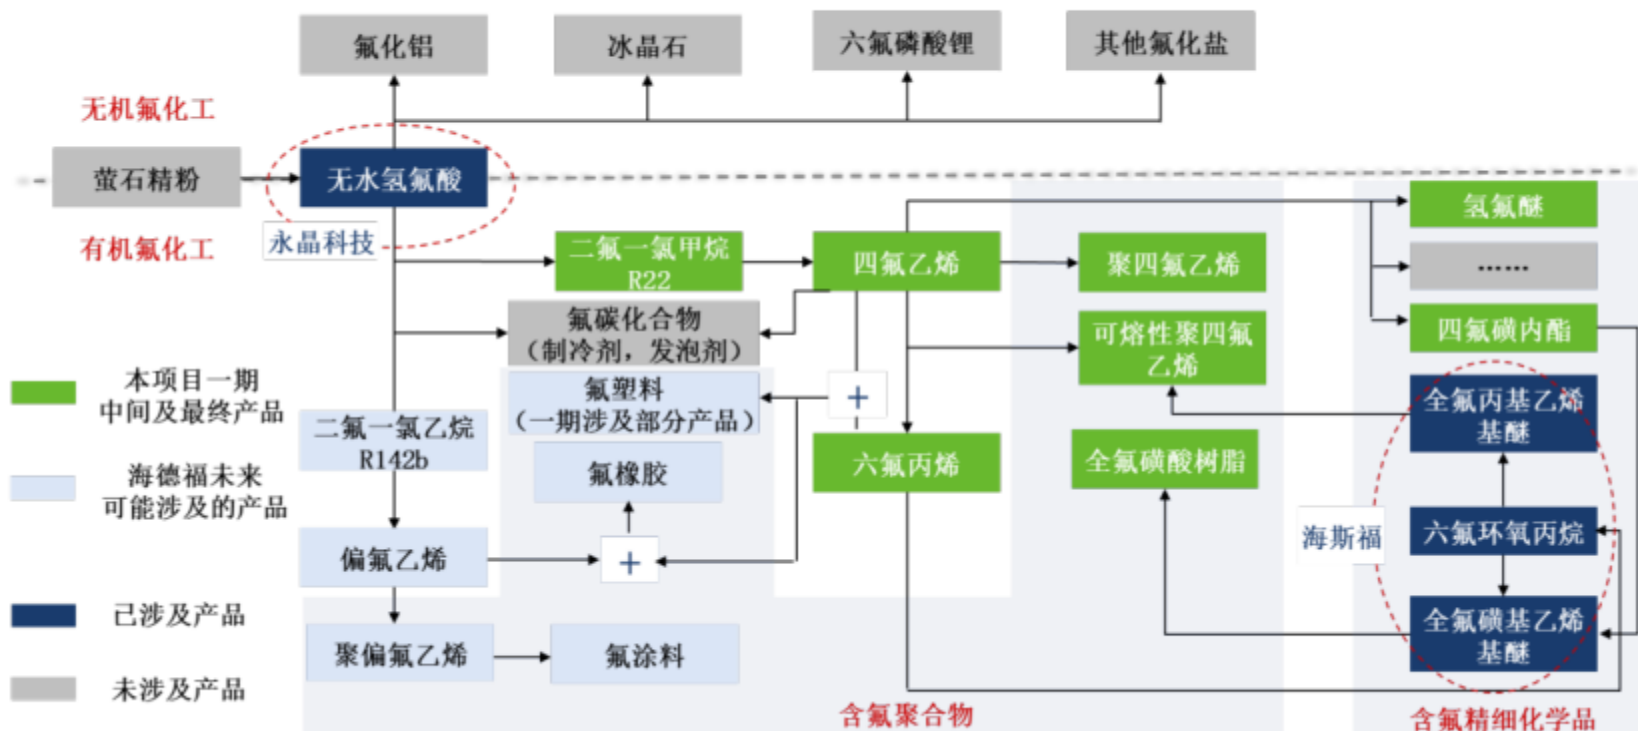 氟化铝
冰晶石
六氟磷酸锂
其他氟化盐
无机氟化工
萤石精粉
无水氢氟酸
永晶科技
有机氟化工
二氟一氯甲烷
R22
四氟乙烯
聚四氟乙烯
氢氟醚
……
四氟磺内酯
氟碳化合物
（制冷剂，发泡剂）
可熔性聚四氟
乙烯
本项目一期
中间及最终产品
氟塑料
（一期涉及部分产品）
+
全氟丙基乙烯
基醚
二氟一氯乙烷
R142b
氟橡胶
六氟丙烯
全氟磺酸树脂
海德福未来
可能涉及的产品
偏氟乙烯
+
海斯福
六氟环氧丙烷
已涉及产品
全氟磺基乙烯
基醚
聚偏氟乙烯
氟涂料
未涉及产品
含氟聚合物
含氟精细化学品